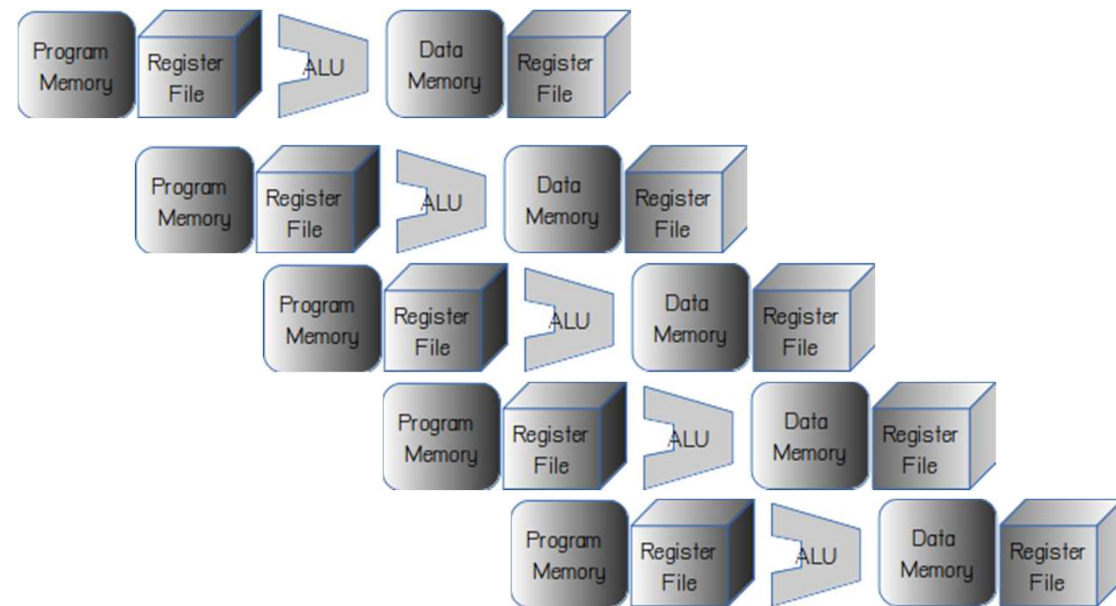 Program
Memory
Register
File
ALU
Data
Memory
Register
File
Program
Memory
Register
File
ALU
Data
Memory
Register
File
Program
Memory
Register
File
ALU
Data
Memory
Register
File
Program
Memory
Register
File
ALU
Data
Memory
Register
File
Program
Memory
Register
File
ALU
Data
Memory
Register
File